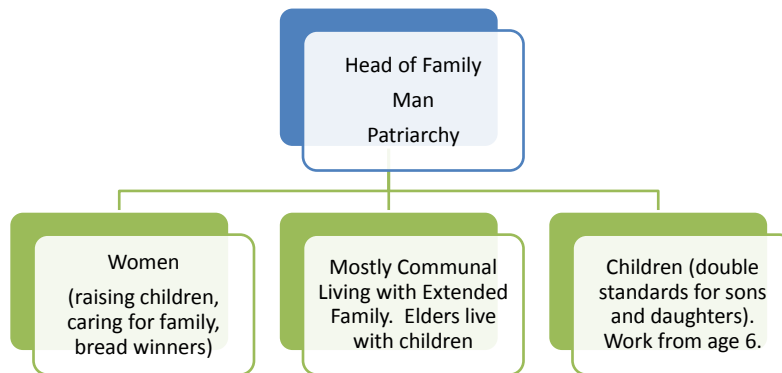 Head of Family
Man
Patriarchy
Women
(raising children,
caring for family,
bread winners)
Mostly Communal
Living with Extended
Family.  Elders live
with children
Children (double
standards for sons
and daughters).
Work from age 6.